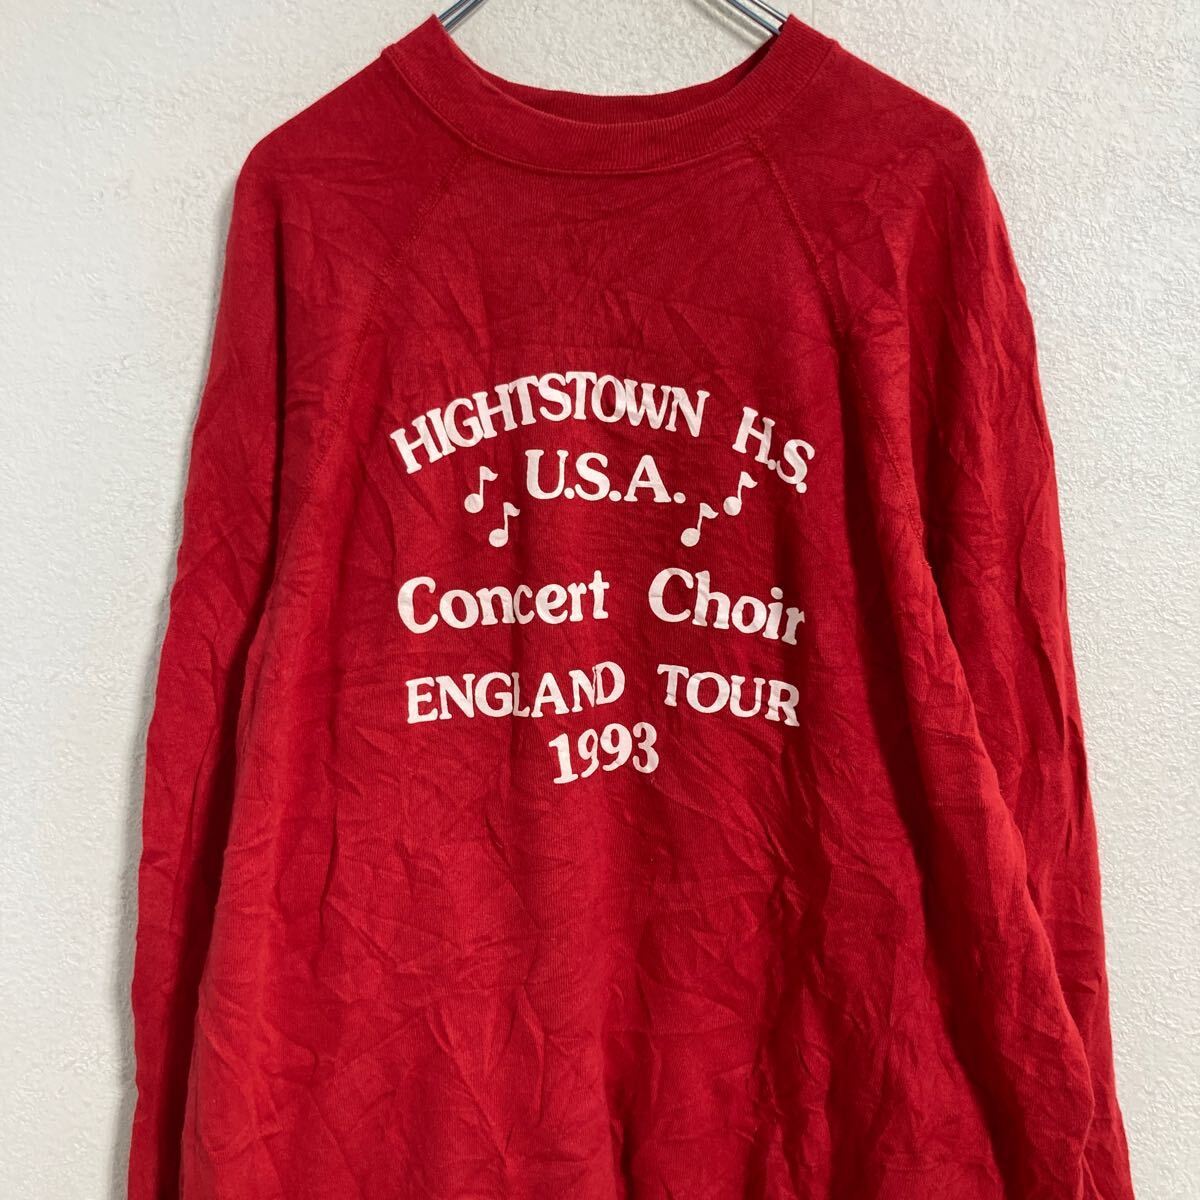 HIGHTSTOWN H.S.
U.S.A.
Concert Choir
ENGLAND TOUR
1993